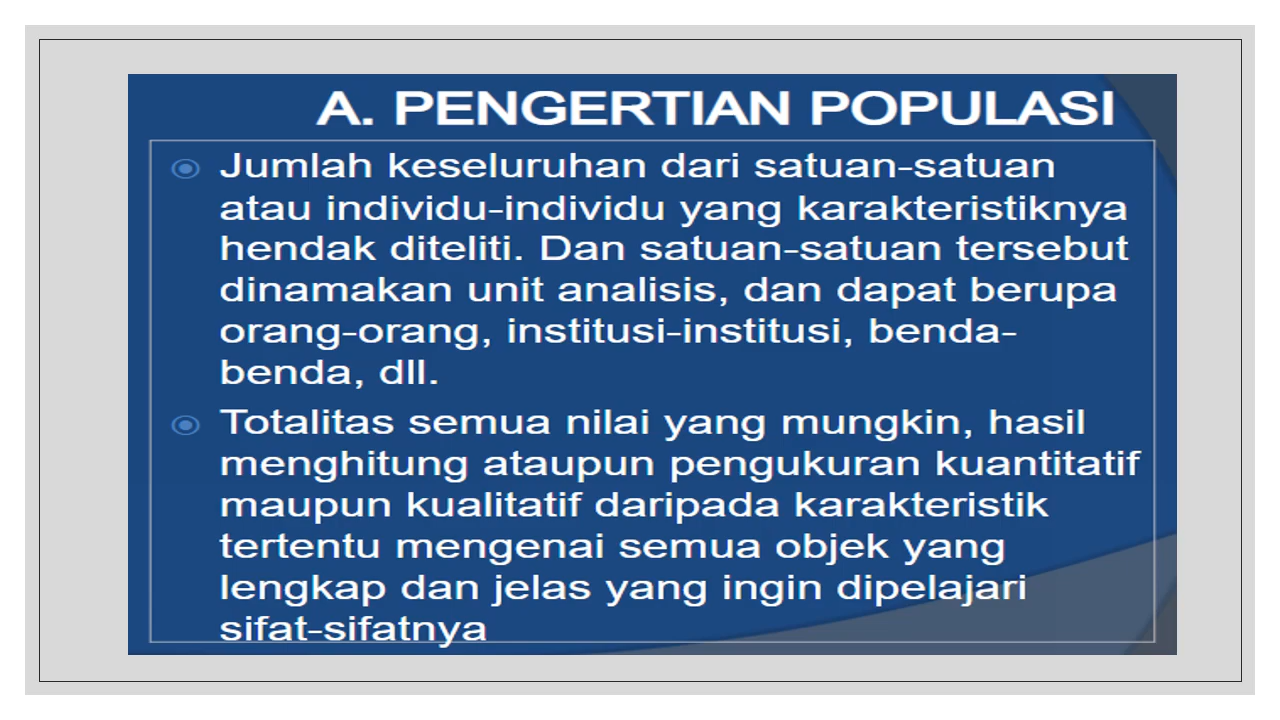 A. PENGERTIAN POPULASI
Jumlah keseluruhan dari satuan-satuan
atau individu-individu yang karakteristiknya
hendak diteliti. Dan satuan-satuan tersebut
dinamakan unit analisis, dan dapat berupa
orang-orang, institusi-institusi, benda-
benda, dll.
Totalitas semua nilai yang mungkin, hasil
menghitung ataupun pengukuran kuantitatif
maupun kualitatif daripada karakteristik
tertentu mengenai semua objek yang
lengkap dan jelas yang ingin dipelajari
sifat-sifatnya